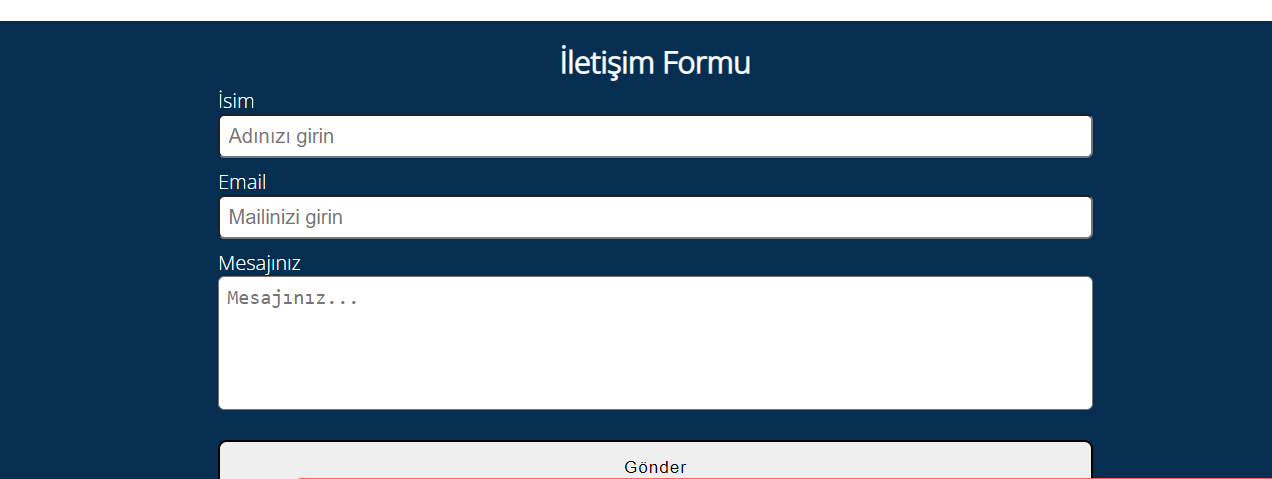 İletişim Formu
İsim
Adınızı girin
Email
Mailinizi girin
Mesajınız
Mesajınız...
Gönder